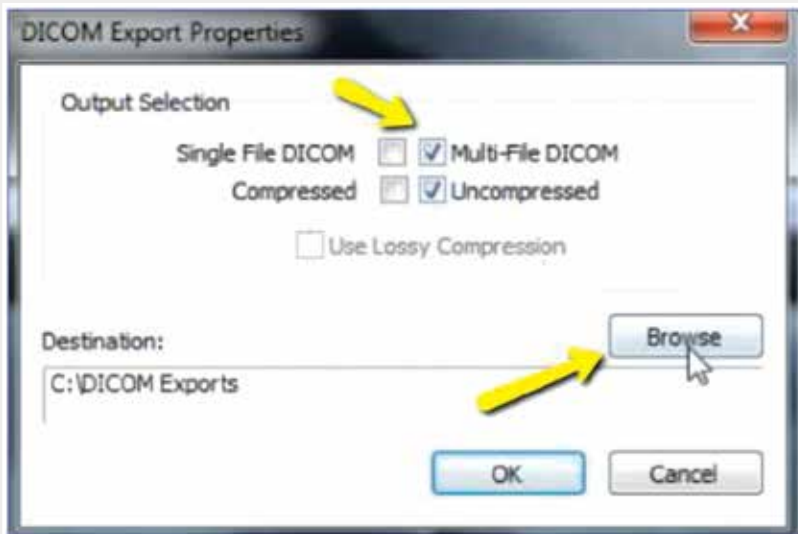 DICOM Export Properties
Output Selection
Single File DICOM Multi-File DICOM
Compressed Uncompressed
Use Lossy Compression
Destination:
Browse
C:\DICOM Exports
OK Cancel